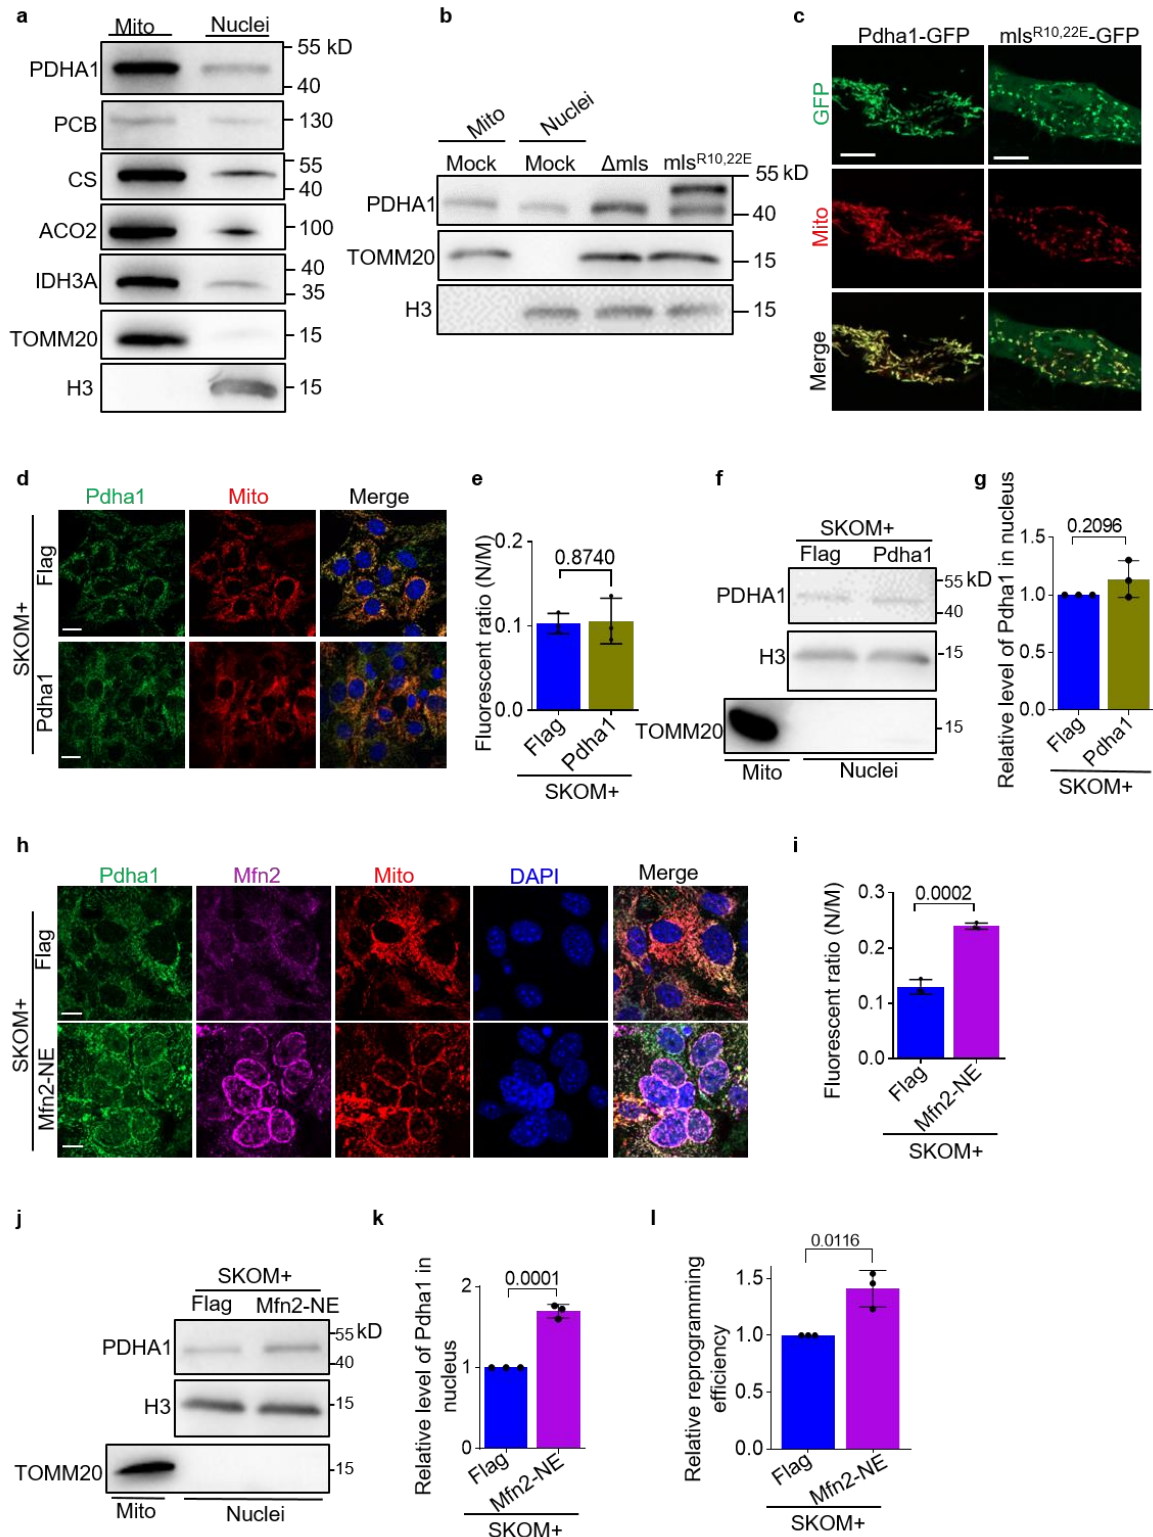 a
Mito Nuclei
PDHA1
55 kD
40
PCB
130
CS
55
40
ACO2
100
IDH3A
40
35
TOMM20
15
H3
15
b
Mito Nuclei
Mock Mock Δmls mlsR10,22E
PDHA1
55 kD
40
TOMM20
15
H3
15
c
Pdha1-GFP mlsR10,22E-GFP
GFP
Mito
Merge
d
Pdha1 Mito Merge
SKOM+
Flag
Pdha1
e
Fluorescent ratio (N/M)
0.2
0.1
0.0
0.8740
Flag
Pdha1
SKOM+
f
SKOM+
Flag Pdha1
PDHA1
55 kD
40
H3
15
TOMM20
15
Mito Nuclei
g
Relative level of Pdha1 in nucleus
1.5
1.0
0.5
0.0
0.2096
Flag
Pdha1
SKOM+
h
Pdha1 Mfn2 Mito DAPI Merge
SKOM+
Flag
Mfn2-NE
i
Fluorescent ratio (N/M)
0.3
0.2
0.1
0.0
0.0002
Flag
Mfn2-NE
SKOM+
j
SKOM+
Flag Mfn2-NE
PDHA1
55 kD
40
H3
15
TOMM20
15
Mito Nuclei
k
Relative level of Pdha1 in
nucleus
2
1
0
0.0001
Flag
Mfn2-NE
SKOM+
l
Relative reprogramming
efficiency
1.5
1.0
0.5
0.0
0.0116
Flag
Mfn2-NE
SKOM+